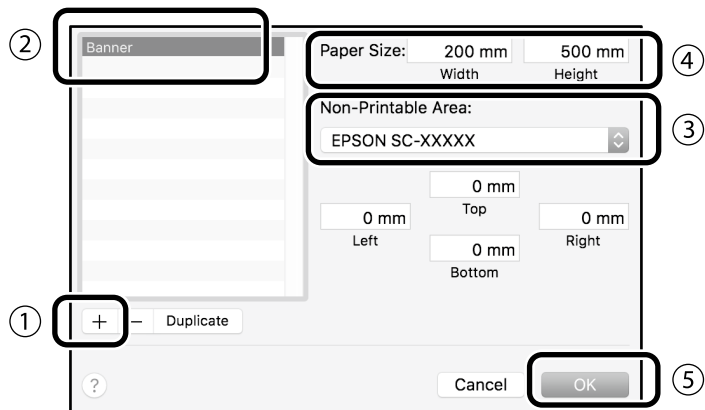 ②
Banner
Paper Size: 200 mm 500 mm
Width Height
④
Non-Printable Area:
EPSON SC-XXXXX
③
0 mm
Top
0 mm 0 mm
Left Right
0 mm
Bottom
①
+ − Duplicate
? Cancel OK
⑤